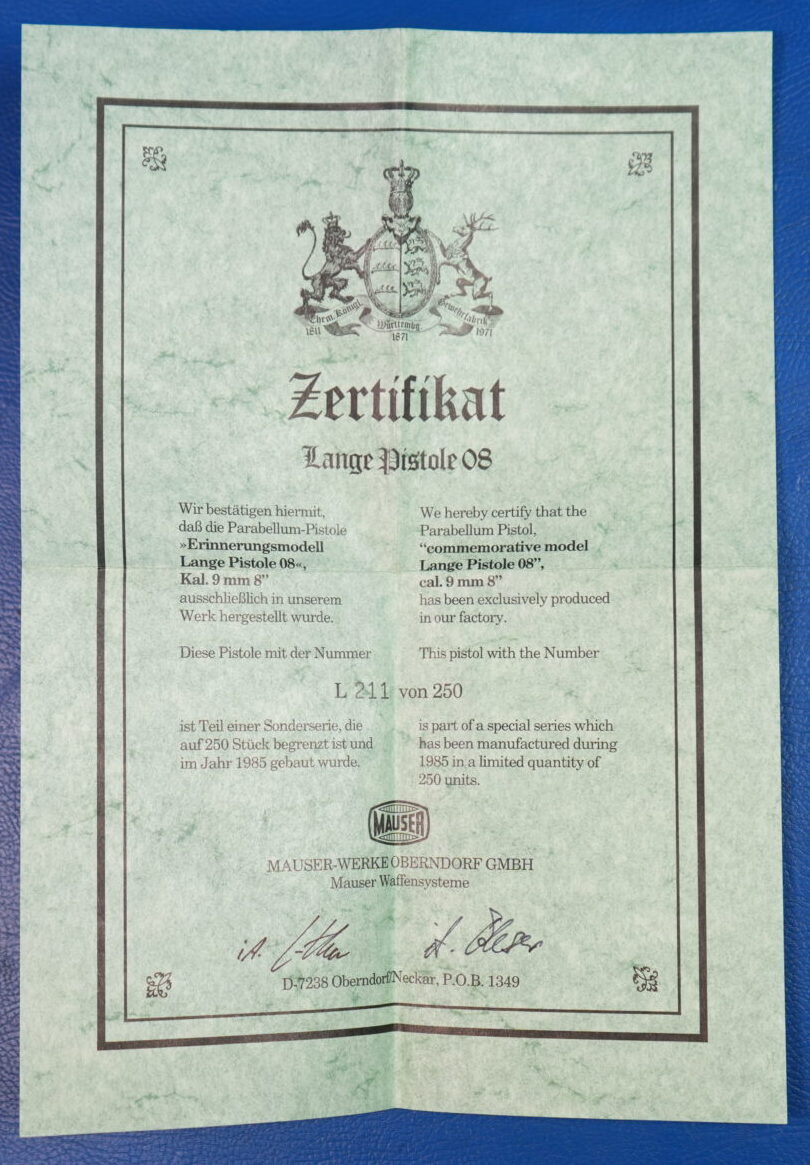 Chem. Königl. Württembg. Gewehrfabrik
1811 1871 1971
Zertifikat
Lange Pistole 08
Wir bestätigen hiermit,
daß die Parabellum-Pistole
»Erinnerungsmodell
Lange Pistole 08«,
Kal. 9 mm 8”
ausschließlich in unserem
Werk hergestellt wurde.
Diese Pistole mit der Nummer
We hereby certify that the
Parabellum Pistol,
“commemorative model
Lange Pistole 08”,
cal. 9 mm 8”
has been exclusively produced
in our factory.
This pistol with the Number
L 211 von 250
ist Teil einer Sonderserie, die
auf 250 Stück begrenzt ist und
im Jahr 1985 gebaut wurde.
is part of a special series which
has been manufactured during
1985 in a limited quantity of
250 units.
MAUSER
MAUSER-WERKE OBERNDORF GMBH
Mauser Waffensysteme
D-7238 Oberndorf/Neckar, P.O.B. 1349